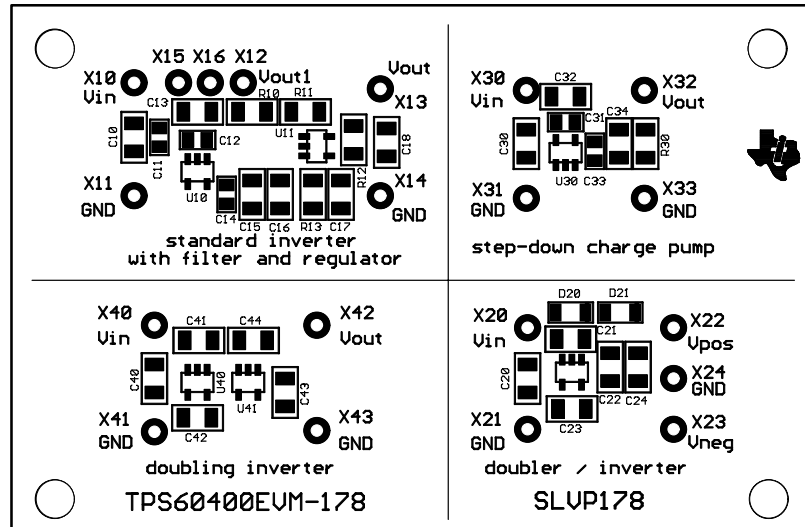 X15 X16 X12
X10
Vin
Vout1
Vout
X13
C13
R10
R11
C10
C11
C12
U11
U10
R12
C18
X11
GND
C14
C15
C16
R13
C17
X14
GND
standard inverter
with filter and regulator
X30
Vin
C32
X32
Vout
C31
C34
C30
U30
C33
R30
X31
GND
X33
GND
step-down charge pump
X40
Vin
C41
C44
X42
Vout
C40
U40
U41
C43
X41
GND
C42
X43
GND
doubling inverter
TPS60400EVM-178
X20
Vin
D20
D21
C21
X22
Vpos
C20
X24
GND
C22
C24
X21
GND
C23
X23
Vneg
doubler / inverter
SLVP178